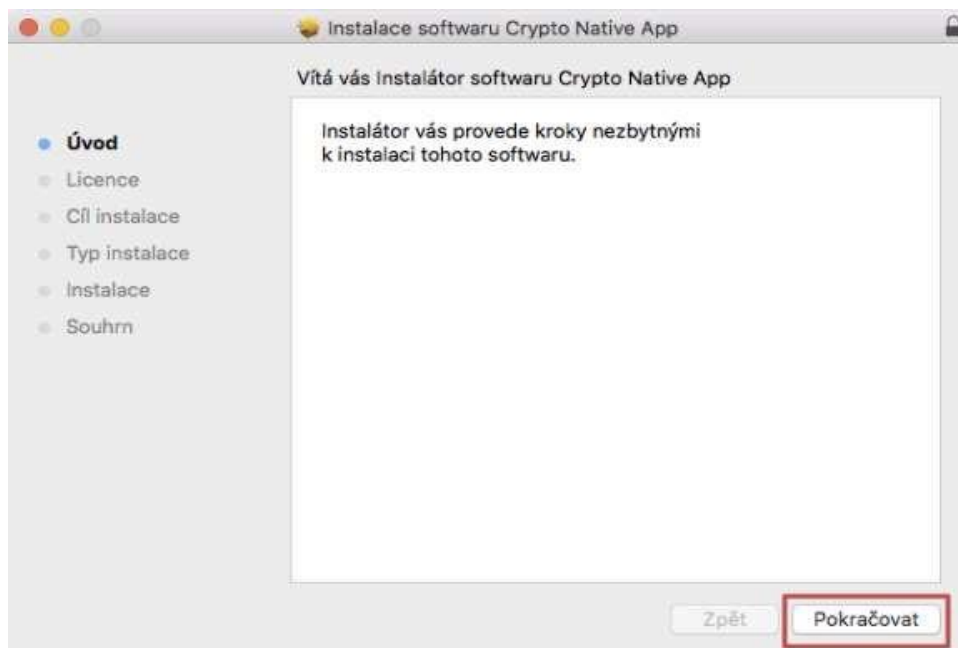 Instalace softwaru Crypto Native App
Vítá vás Instalátor softwaru Crypto Native App
Instalátor vás provede kroky nezbytnými
k instalaci tohoto softwaru.
Úvod
Licence
Cíl instalace
Typ instalace
Instalace
Souhrn
Zpět
Pokračovat